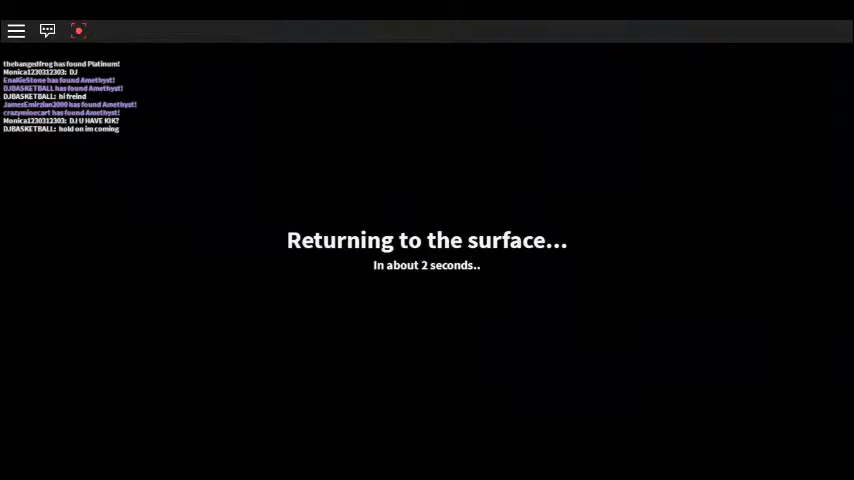 thehangedfrog has found Platinum!
Monica1230312303: DJ
EnaKieStone has found Amethyst!
DJBASKETBALL has found Amethyst!
DJBASKETBALL: hi freind
JamesEmirzian2000 has found Amethyst!
crazyminecart has found Amethyst!
Monica1230312303: DJ U HAVE KIK?
DJBASKETBALL: hold on im coming
Returning to the surface...
In about 2 seconds..